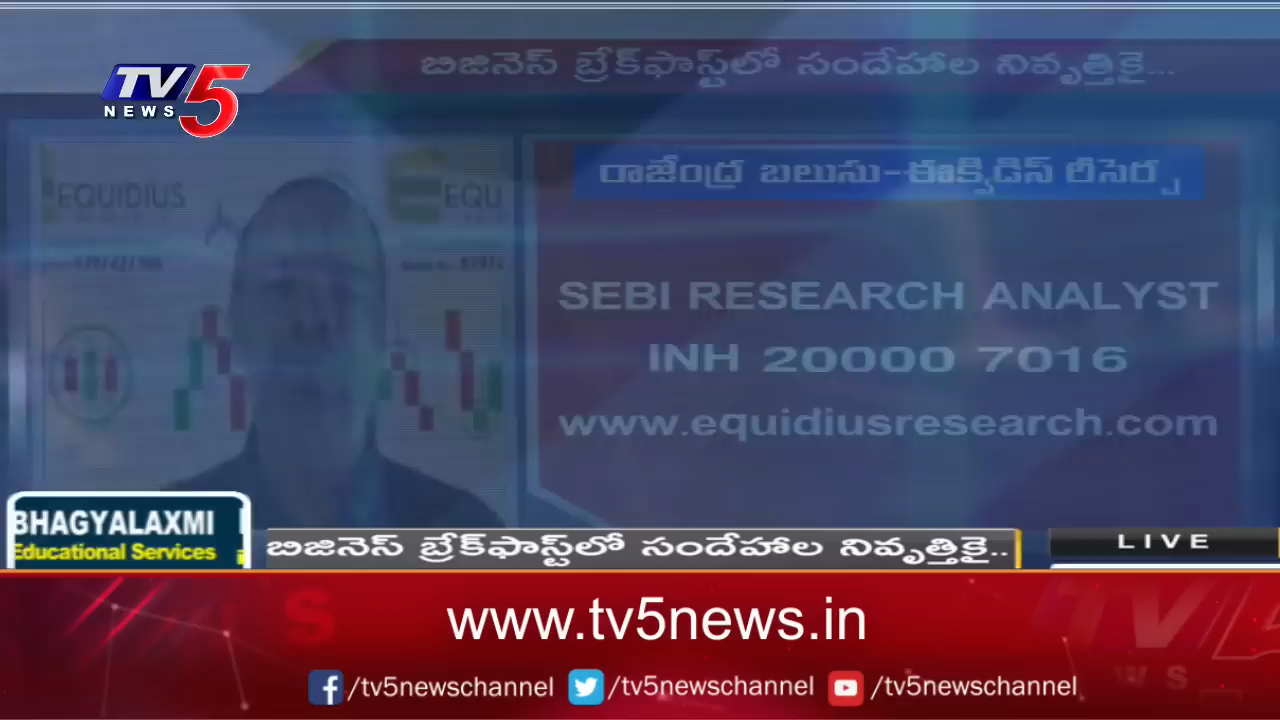 బిజినెస్ బ్రేక్‌ఫాస్ట్‌లో సందేహాల నివృత్తికై...
TV5
NEWS
EQUIDIUS
EQU
రాజేంద్ర బలుసు-ఈక్విడిస్ రీసెర్చ్
SEBI RESEARCH ANALYST
INH 20000 7016
www.equidiusresearch.com
BHAGYALAXMI
Educational Services
బిజినెస్ బ్రేక్‌ఫాస్ట్‌లో సందేహాల నివృత్తికై..
LIVE
www.tv5news.in
/tv5newschannel
/tv5newschannel
/tv5newschannel